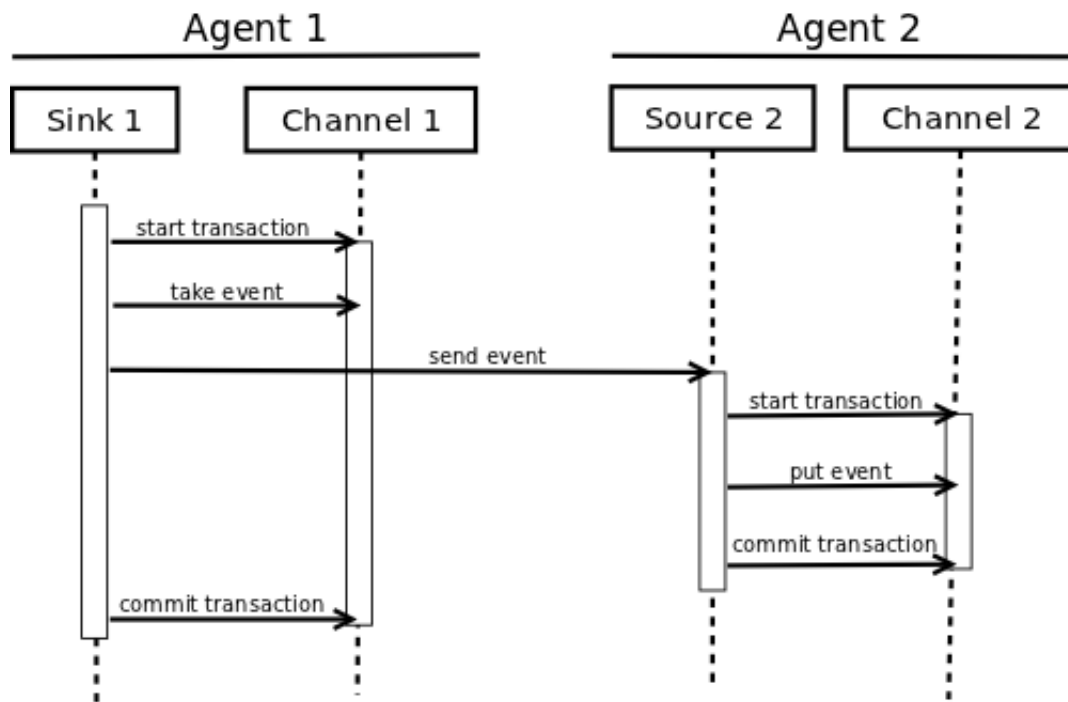 Agent 1
Agent 2
Sink 1
Channel 1
Source 2
Channel 2
start transaction
take event
send event
start transaction
put event
commit transaction
commit transaction